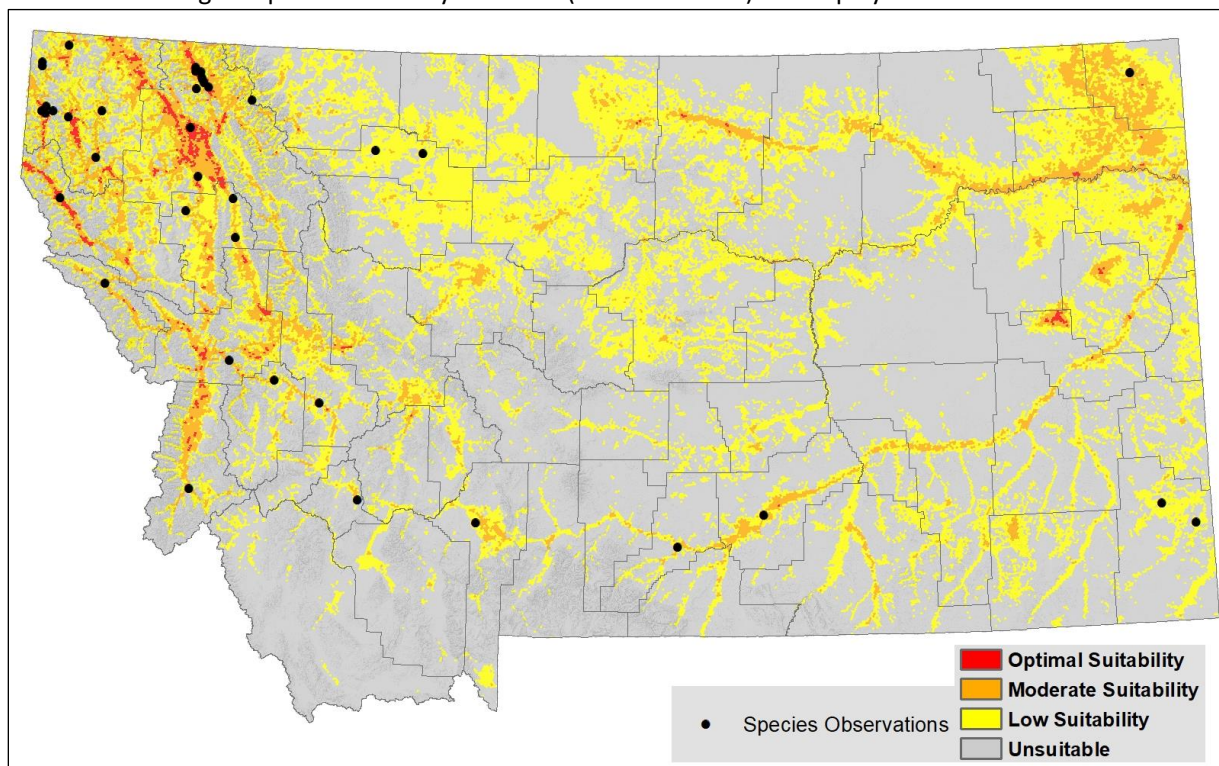 Optimal Suitability
Moderate Suitability
Species Observations
Low Suitability
Unsuitable